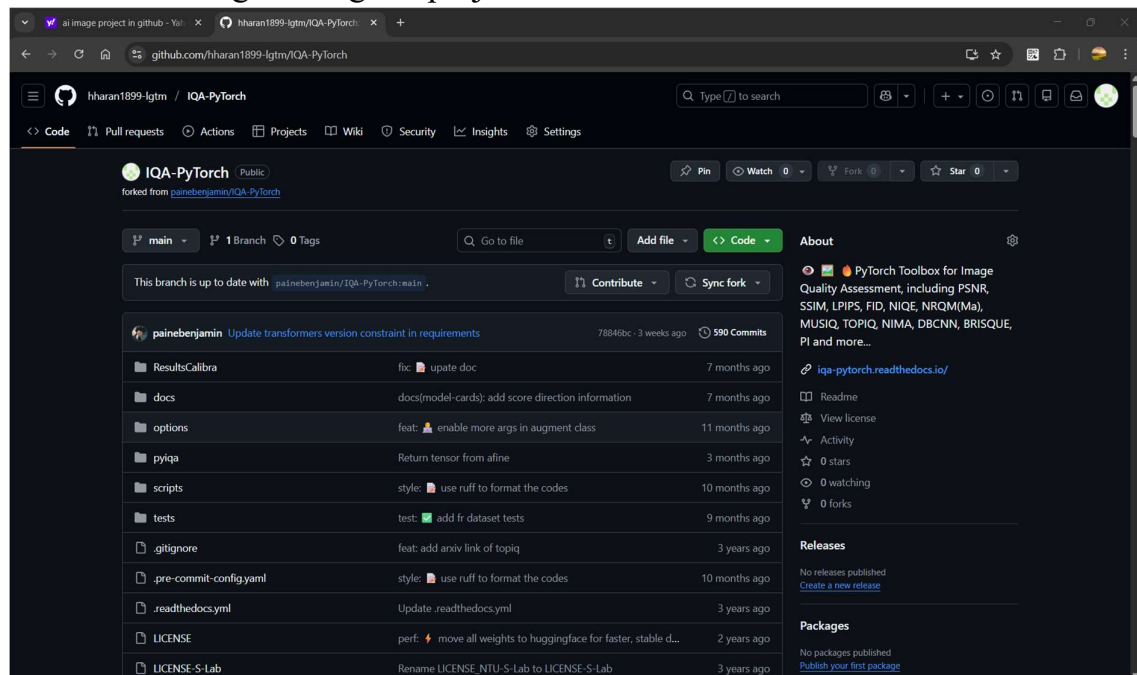 ai image project in github - Yah
hharan1899-lgtm/IQA-PyTorch:
github.com/hharan1899-lgtm/IQA-PyTorch
hharan1899-lgtm / IQA-PyTorch
Type / to search
Code Pull requests Actions Projects Wiki Security Insights Settings
IQA-PyTorch Public
forked from painebenjamin/IQA-PyTorch
Pin Watch 0 Fork 0 Star 0
main 1 Branch 0 Tags
Go to file t Add file Code
This branch is up to date with painebenjamin/IQA-PyTorch:main .
Contribute Sync fork
painebenjamin Update transformers version constraint in requirements 78846bc · 3 weeks ago 590 Commits
ResultsCalibra fix: 📝 upate doc 7 months ago
docs docs(model-cards): add score direction information 7 months ago
options feat: enable more args in augment class 11 months ago
pyiqa Return tensor from afine 3 months ago
scripts style: 📝 use ruff to format the codes 10 months ago
tests test: ✅ add fr dataset tests 9 months ago
.gitignore feat: add arxiv link of topiq 3 years ago
.pre-commit-config.yaml style: 📝 use ruff to format the codes 10 months ago
.readthedocs.yml Update .readthedocs.yml 3 years ago
LICENSE perf: ⚡ move all weights to huggingface for faster, stable d... 2 years ago
LICENSE-S-Lab Rename LICENSE_NTU-S-Lab to LICENSE-S-Lab 3 years ago
About
👁 🖼 🔥 PyTorch Toolbox for Image
Quality Assessment, including PSNR,
SSIM, LPIPS, FID, NIQE, NRQM(Ma),
MUSIQ, TOPIQ, NIMA, DBCNN, BRISQUE,
PI and more...
iqa-pytorch.readthedocs.io/
Readme
View license
Activity
0 stars
0 watching
0 forks
Releases
No releases published
Create a new release
Packages
No packages published
Publish your first package